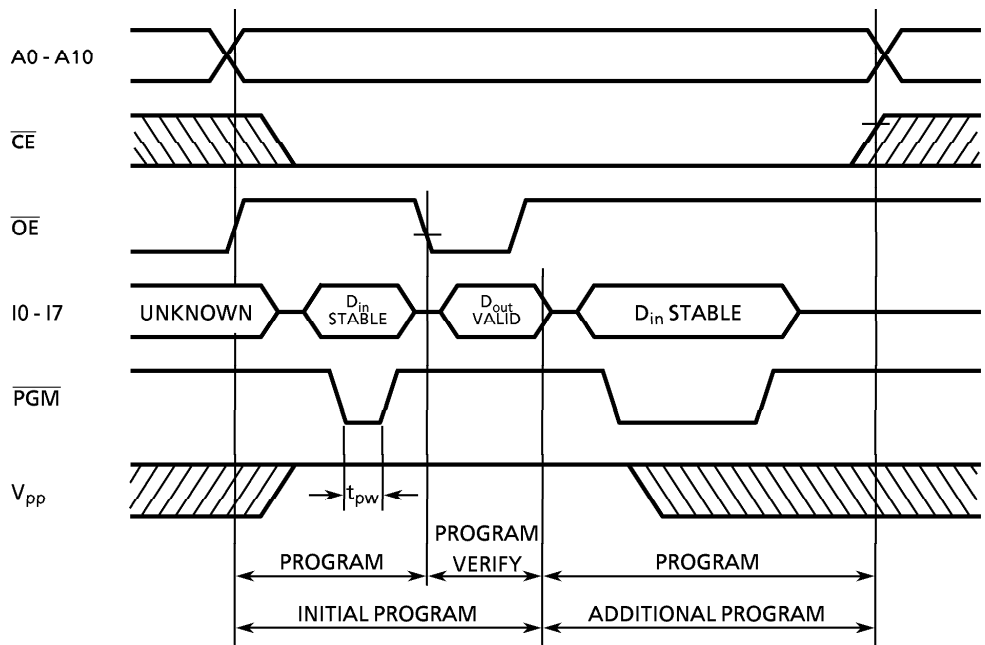 A0 - A10
CE
OE
I0 - I7
UNKNOWN
Din
STABLE
Dout
VALID
Din STABLE
PGM
Vpp
tpw
PROGRAM
PROGRAM
VERIFY
PROGRAM
INITIAL PROGRAM
ADDITIONAL PROGRAM